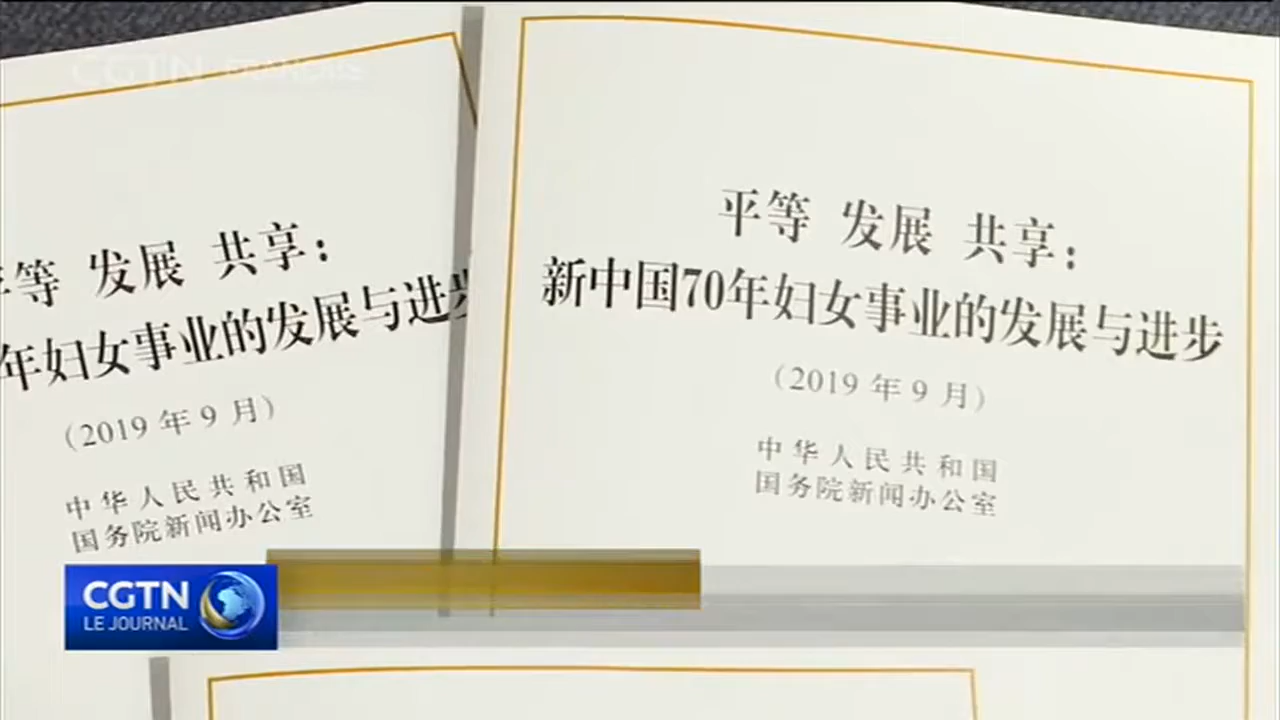 CGTN Français
平等 发展 共享：
新中国70年妇女事业的发展与进步
（2019年9月）
中华人民共和国
国务院新闻办公室
等 发展 共享：
年妇女事业的发展与进
（2019年9月）
中华人民共和国
国务院新闻办公室
CGTN
LE JOURNAL